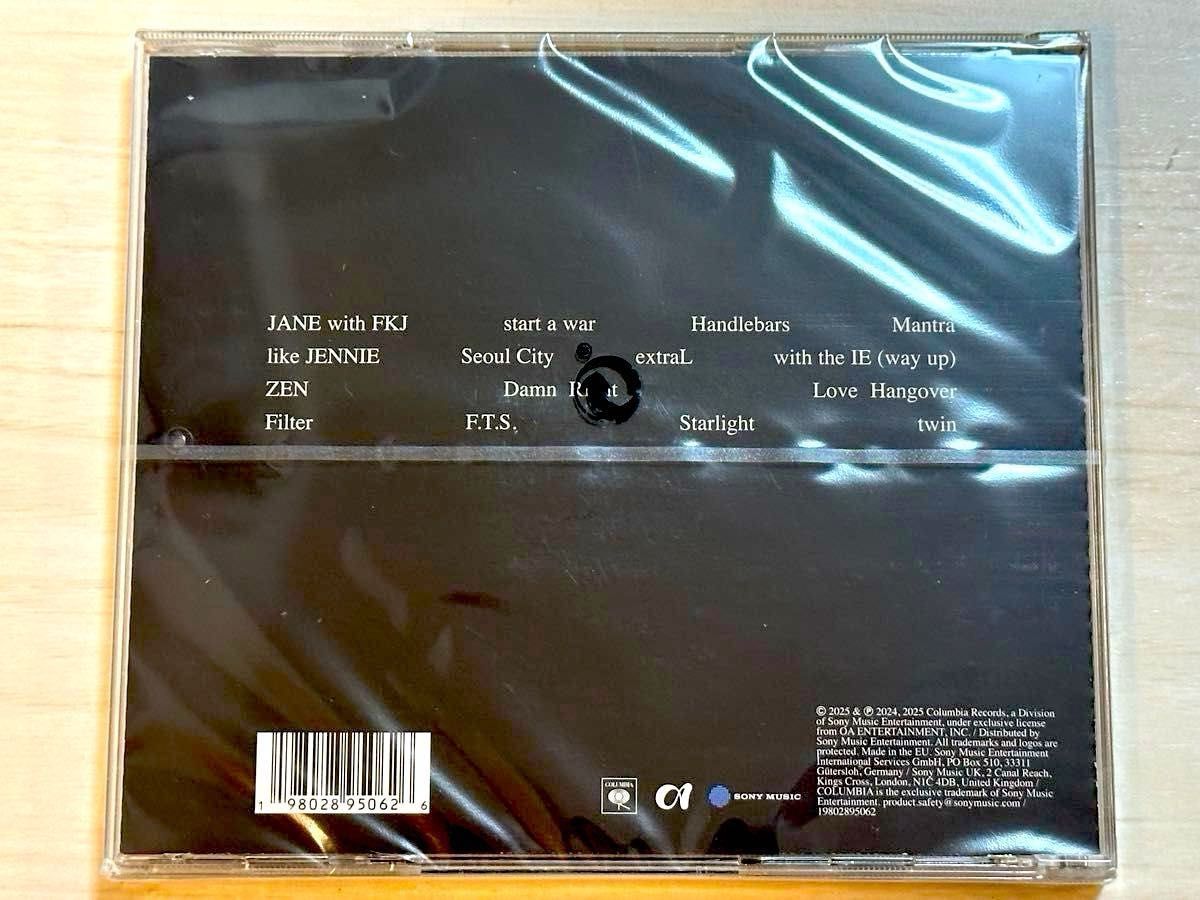 JANE with FKJ start a war Handlebars Mantra
like JENNIE Seoul City extraL with the IE (way up)
ZEN Damn Love Hangover
Filter F.T.S. Starlight twin
© 2025 & ℗ 2024, 2025 Columbia Records, a Division
of Sony Music Entertainment, under exclusive license
from OA ENTERTAINMENT, INC. / Distributed by
Sony Music Entertainment. All trademarks and logos are
protected. Made in the EU. Sony Music Entertainment
International Services GmbH, PO Box 510, 33311
Gütersloh, Germany / Sony Music UK, 2 Canal Reach,
Kings Cross, London, N1C 4DB, United Kingdom /
COLUMBIA is the exclusive trademark of Sony Music
Entertainment. product.safety@sonymusic.com /
19802895062
1 98028 95062 6
COLUMBIA
OA
SONY MUSIC